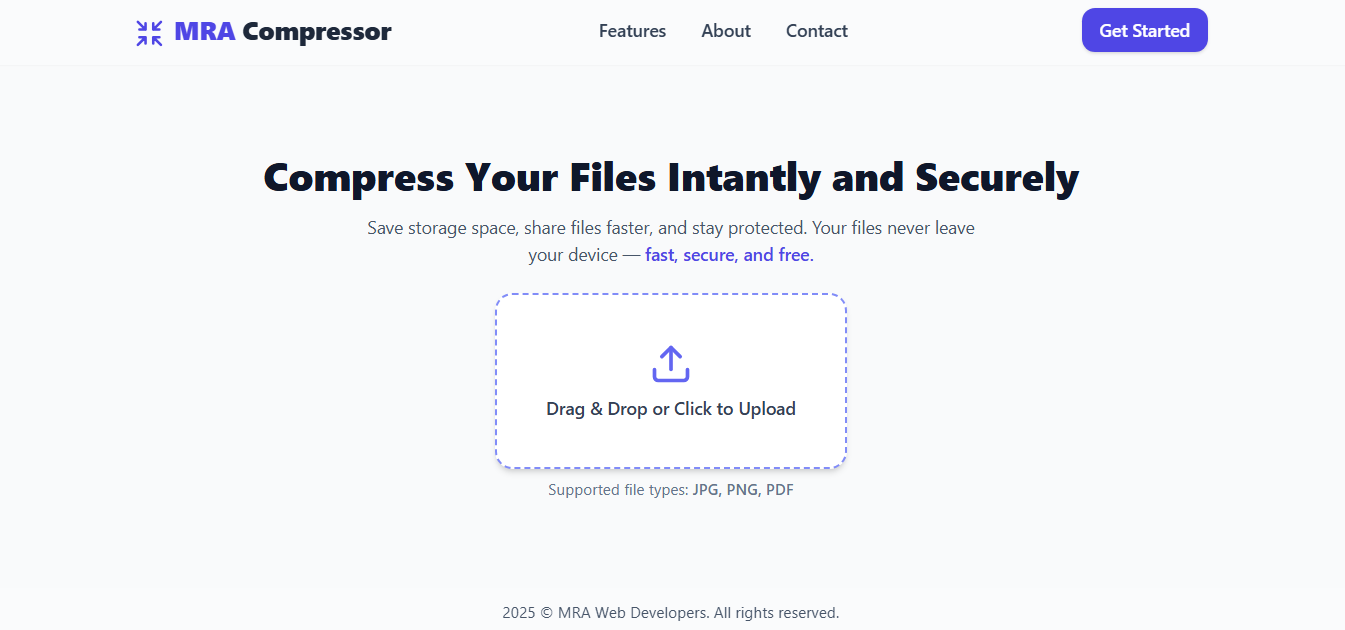 MRA Compressor
Features
About
Contact
Get Started
Compress Your Files Intantly and Securely
Save storage space, share files faster, and stay protected. Your files never leave
your device — fast, secure, and free.
Drag & Drop or Click to Upload
Supported file types: JPG, PNG, PDF
2025 © MRA Web Developers. All rights reserved.